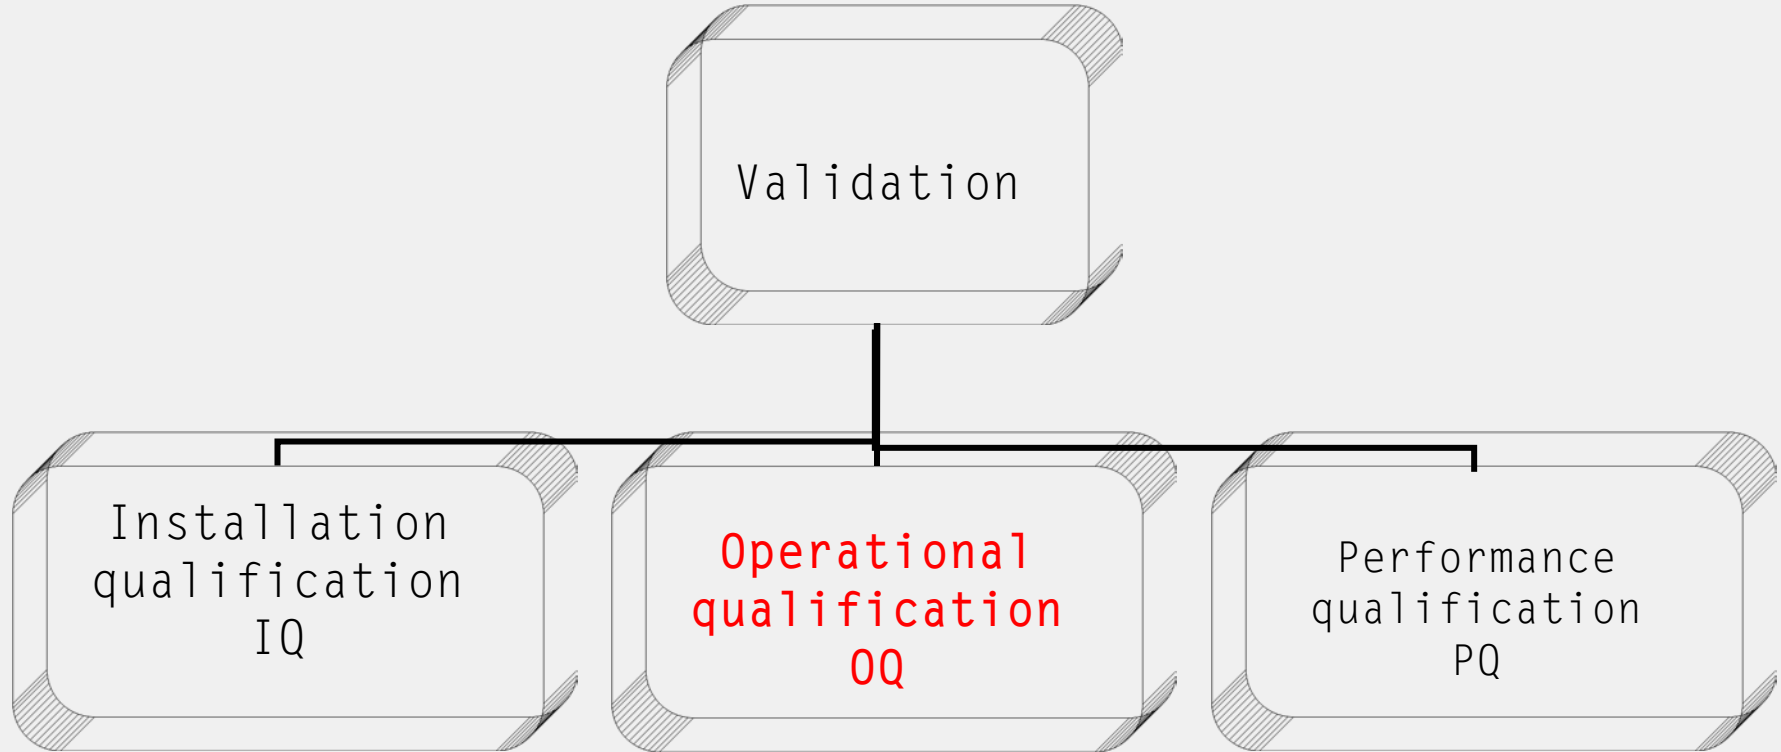 Validation
Installation
qualification
IQ
Operational
qualification
OQ
Performance
qualification
PQ